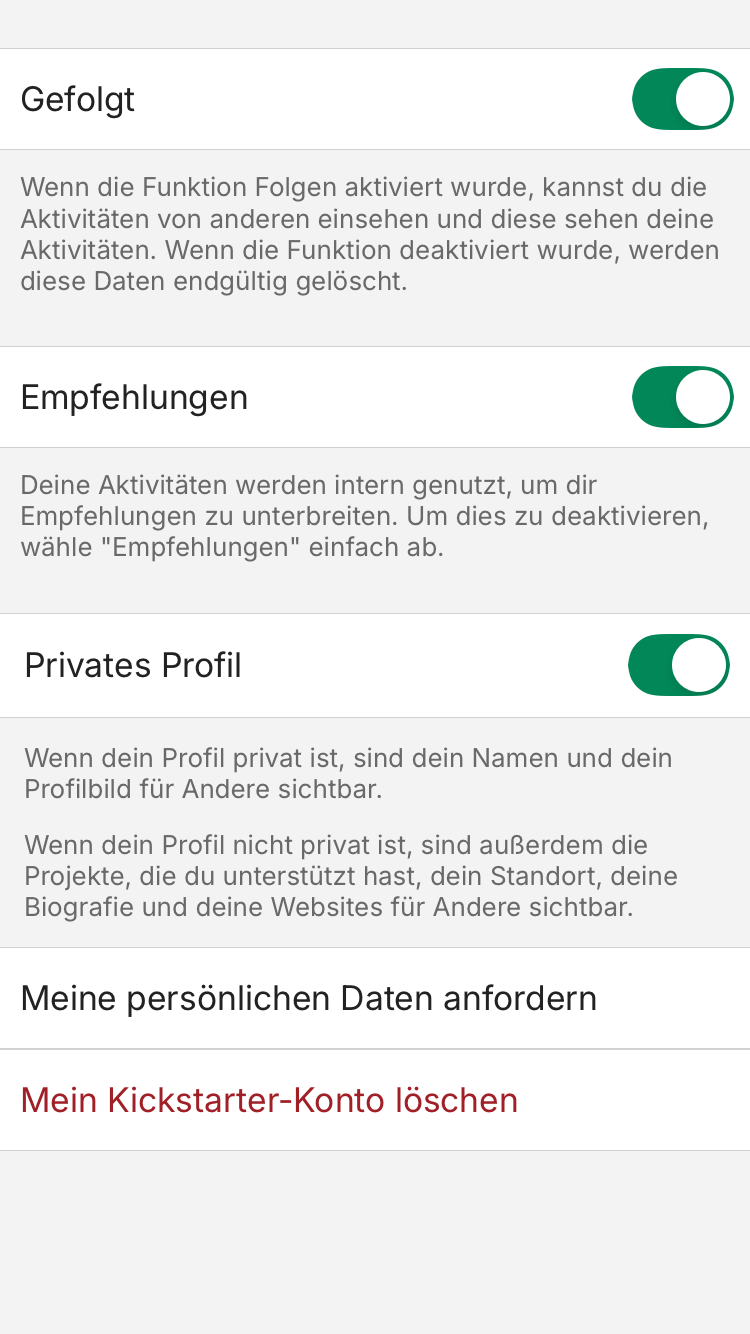 Gefolgt
Wenn die Funktion Folgen aktiviert wurde, kannst du die
Aktivitäten von anderen einsehen und diese sehen deine
Aktivitäten. Wenn die Funktion deaktiviert wurde, werden
diese Daten endgültig gelöscht.
Empfehlungen
Deine Aktivitäten werden intern genutzt, um dir
Empfehlungen zu unterbreiten. Um dies zu deaktivieren,
wähle "Empfehlungen" einfach ab.
Privates Profil
Wenn dein Profil privat ist, sind dein Namen und dein
Profilbild für Andere sichtbar.
Wenn dein Profil nicht privat ist, sind außerdem die
Projekte, die du unterstützt hast, dein Standort, deine
Biografie und deine Websites für Andere sichtbar.
Meine persönlichen Daten anfordern
Mein Kickstarter-Konto löschen